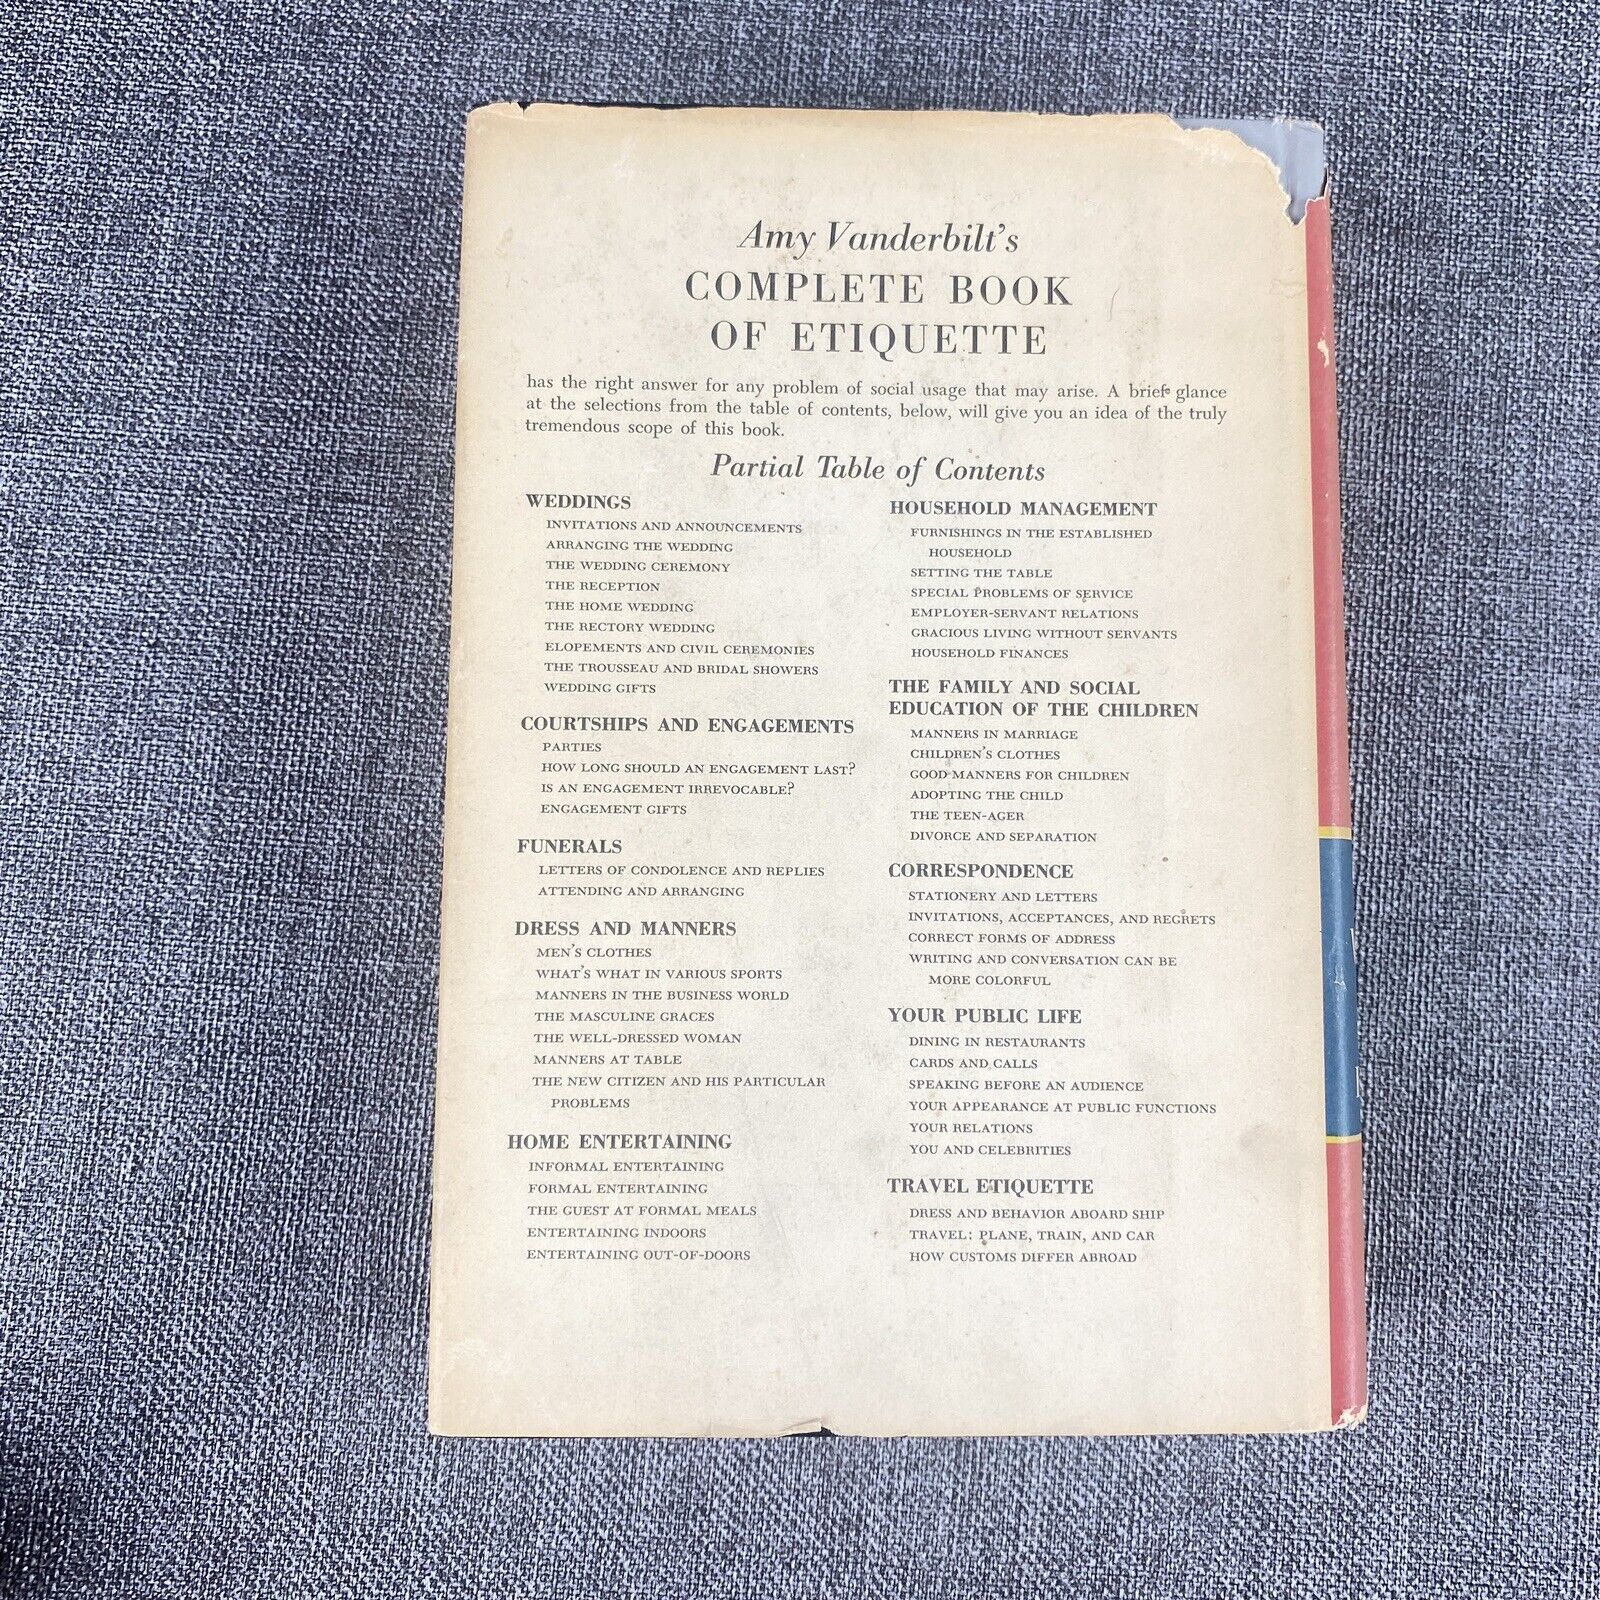 Amy Vanderbilt's
COMPLETE BOOK
OF ETIQUETTE
has the right answer for any problem of social usage that may arise. A brief glance
at the selections from the table of contents, below, will give you an idea of the truly
tremendous scope of this book.
Partial Table of Contents
WEDDINGS
INVITATIONS AND ANNOUNCEMENTS
ARRANGING THE WEDDING
THE WEDDING CEREMONY
THE RECEPTION
THE HOME WEDDING
THE RECTORY WEDDING
ELOPEMENTS AND CIVIL CEREMONIES
THE TROUSSEAU AND BRIDAL SHOWERS
WEDDING GIFTS
COURTSHIPS AND ENGAGEMENTS
PARTIES
HOW LONG SHOULD AN ENGAGEMENT LAST?
IS AN ENGAGEMENT IRREVOCABLE?
ENGAGEMENT GIFTS
FUNERALS
LETTERS OF CONDOLENCE AND REPLIES
ATTENDING AND ARRANGING
DRESS AND MANNERS
MEN'S CLOTHES
WHAT'S WHAT IN VARIOUS SPORTS
MANNERS IN THE BUSINESS WORLD
THE MASCULINE GRACES
THE WELL-DRESSED WOMAN
MANNERS AT TABLE
THE NEW CITIZEN AND HIS PARTICULAR
PROBLEMS
HOME ENTERTAINING
INFORMAL ENTERTAINING
FORMAL ENTERTAINING
THE GUEST AT FORMAL MEALS
ENTERTAINING INDOORS
ENTERTAINING OUT-OF-DOORS
HOUSEHOLD MANAGEMENT
FURNISHINGS IN THE ESTABLISHED
HOUSEHOLD
SETTING THE TABLE
SPECIAL PROBLEMS OF SERVICE
EMPLOYER-SERVANT RELATIONS
GRACIOUS LIVING WITHOUT SERVANTS
HOUSEHOLD FINANCES
THE FAMILY AND SOCIAL
EDUCATION OF THE CHILDREN
MANNERS IN MARRIAGE
CHILDREN'S CLOTHES
GOOD MANNERS FOR CHILDREN
ADOPTING THE CHILD
THE TEEN-AGER
DIVORCE AND SEPARATION
CORRESPONDENCE
STATIONERY AND LETTERS
INVITATIONS, ACCEPTANCES, AND REGRETS
CORRECT FORMS OF ADDRESS
WRITING AND CONVERSATION CAN BE
MORE COLORFUL
YOUR PUBLIC LIFE
DINING IN RESTAURANTS
CARDS AND CALLS
SPEAKING BEFORE AN AUDIENCE
YOUR APPEARANCE AT PUBLIC FUNCTIONS
YOUR RELATIONS
YOU AND CELEBRITIES
TRAVEL ETIQUETTE
DRESS AND BEHAVIOR ABOARD SHIP
TRAVEL: PLANE, TRAIN, AND CAR
HOW CUSTOMS DIFFER ABROAD